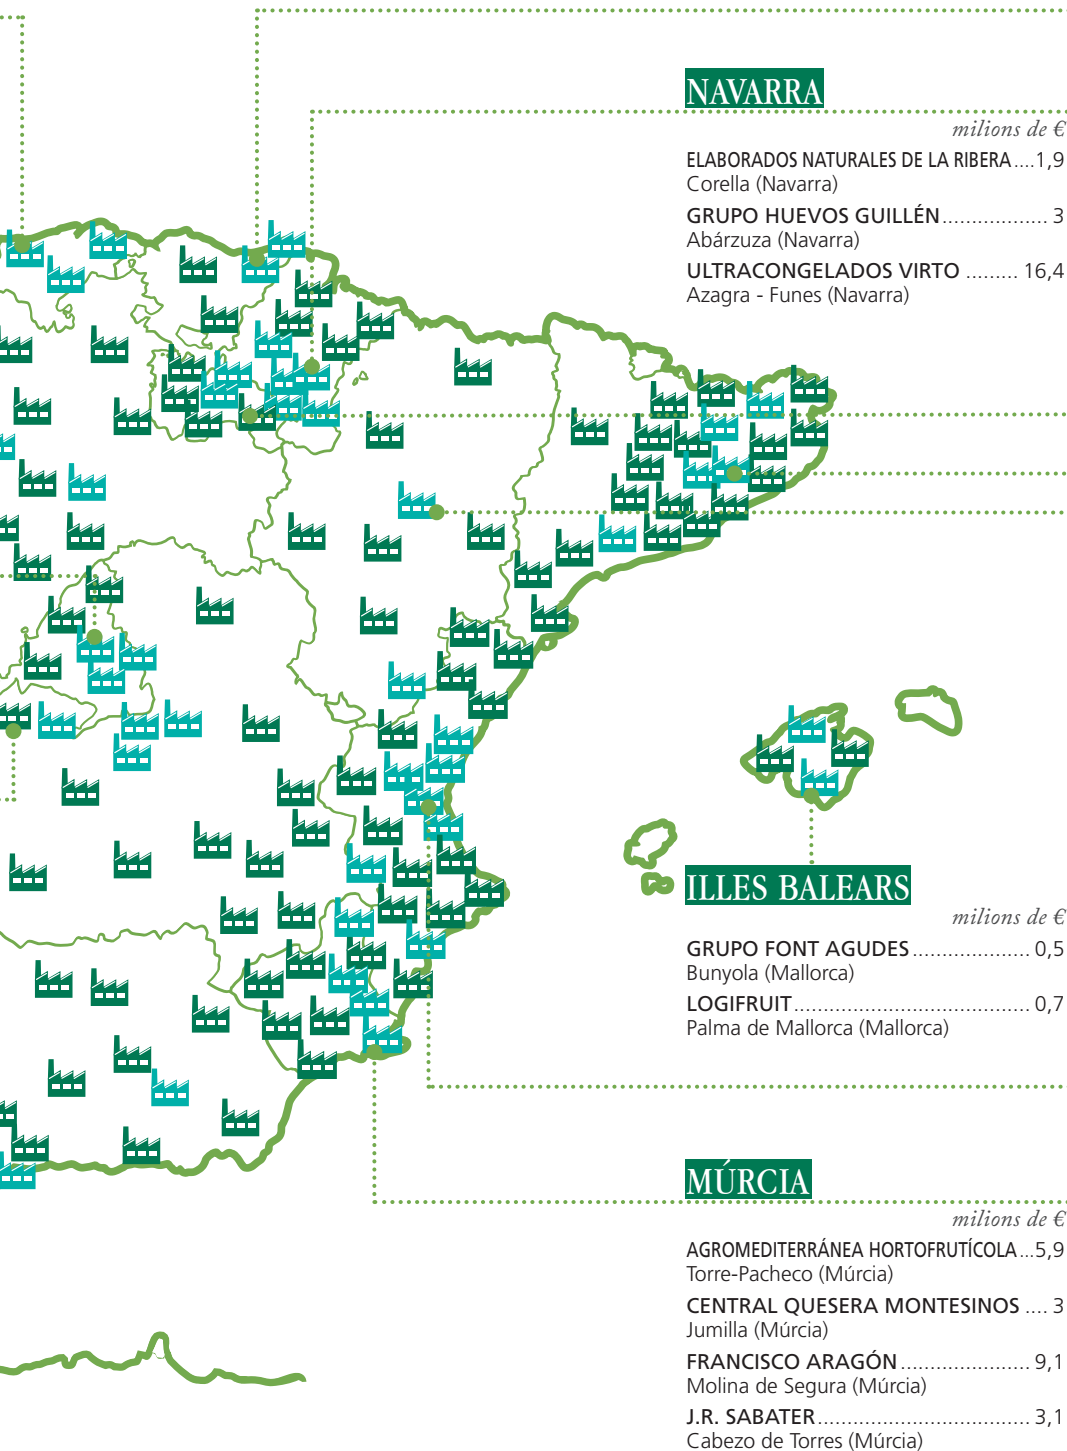 NAVARRA
milions de €
ELABORADOS NATURALES DE LA RIBERA....1,9
Corella (Navarra)
GRUPO HUEVOS GUILLÉN.................. 3
Abárzuza (Navarra)
ULTRACONGELADOS VIRTO ......... 16,4
Azagra - Funes (Navarra)
ILLES BALEARS
milions de €
GRUPO FONT AGUDES.................... 0,5
Bunyola (Mallorca)
LOGIFRUIT........................................ 0,7
Palma de Mallorca (Mallorca)
MÚRCIA
milions de €
AGROMEDITERRÁNEA HORTOFRUTÍCOLA...5,9
Torre-Pacheco (Múrcia)
CENTRAL QUESERA MONTESINOS .... 3
Jumilla (Múrcia)
FRANCISCO ARAGÓN...................... 9,1
Molina de Segura (Múrcia)
J.R. SABATER.................................... 3,1
Cabezo de Torres (Múrcia)